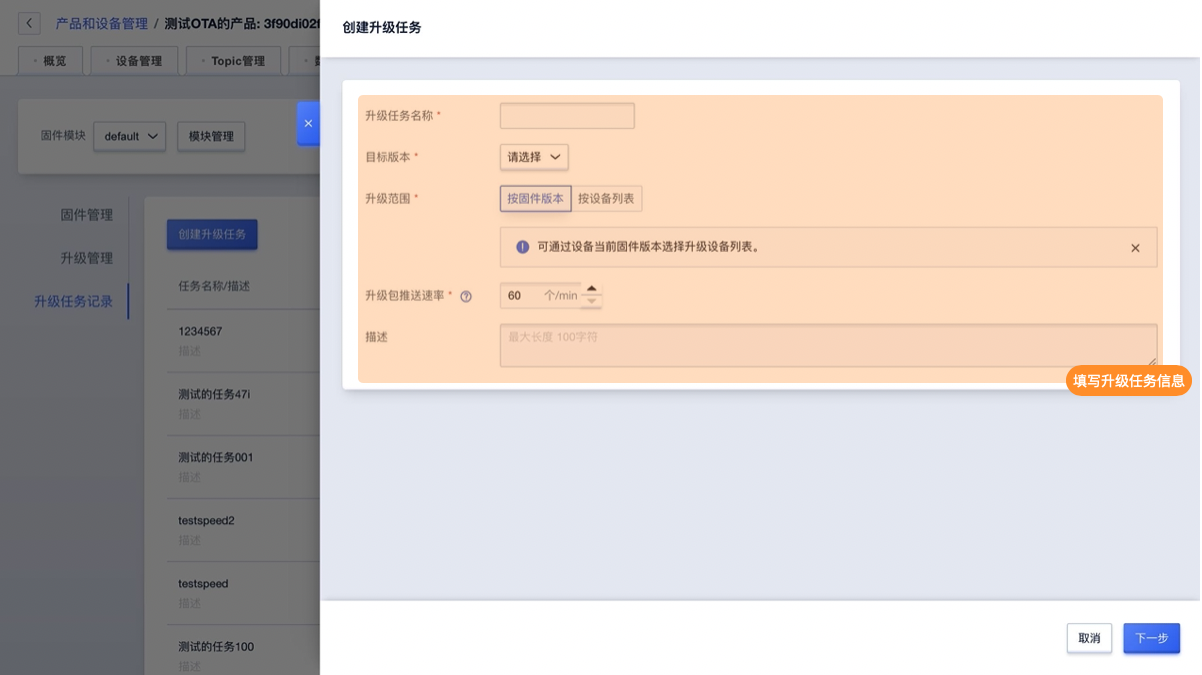 产品和设备管理 / 测试OTA的产品: 3f90di02f
创建升级任务
概览
设备管理
Topic管理
固件模块
default
模块管理
固件管理
升级管理
升级任务记录
创建升级任务
任务名称/描述
1234567
描述
测试的任务47i
描述
测试的任务001
描述
testspeed2
描述
testspeed
描述
测试的任务100
描述
升级任务名称 *
目标版本 *
请选择
升级范围 *
按固件版本
按设备列表
可通过设备当前固件版本选择升级设备列表。
升级包推送速率 *
60 个/min
描述
最大长度 100字符
填写升级任务信息
取消
下一步